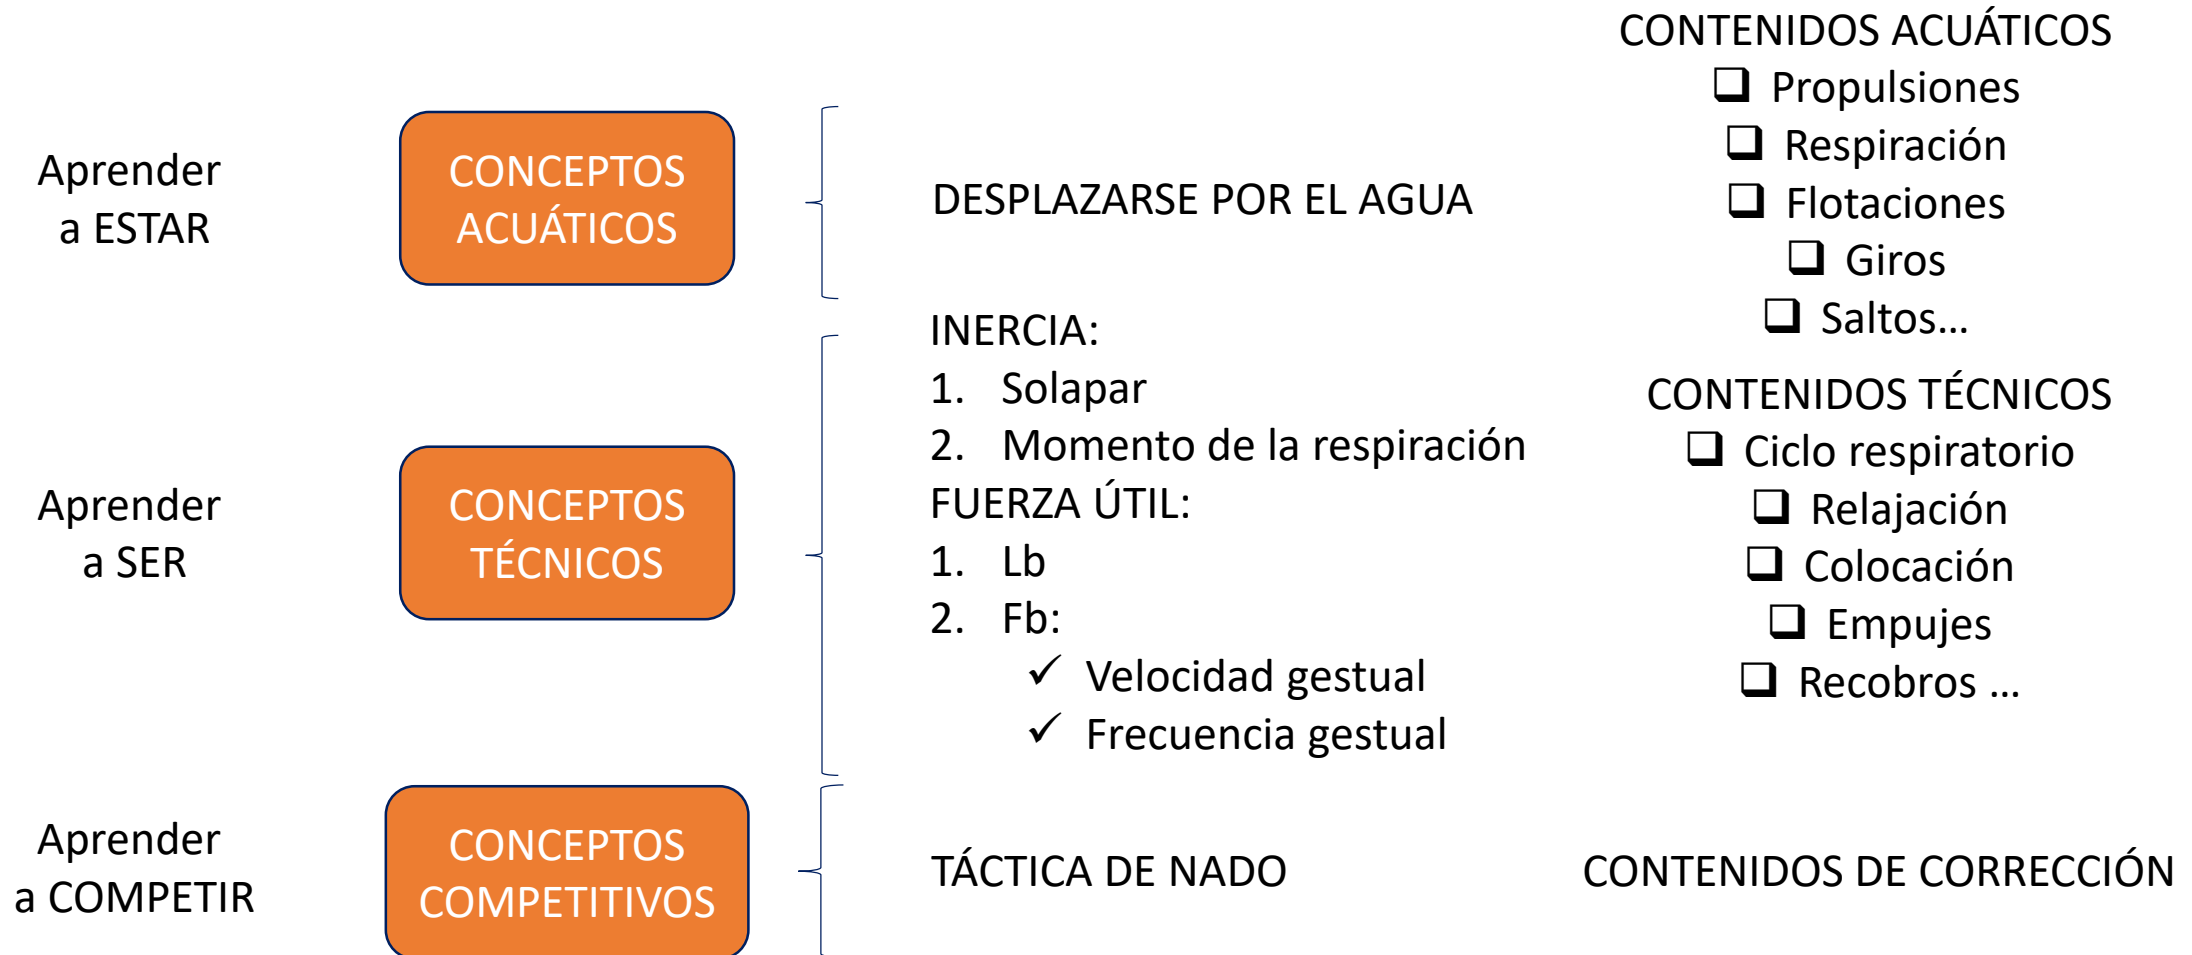 Aprender
a ESTAR
CONCEPTOS
ACUÁTICOS
DESPLAZARSE POR EL AGUA
CONTENIDOS ACUÁTICOS
❑ Propulsiones
❑ Respiración
❑ Flotaciones
❑ Giros
❑ Saltos…
Aprender
a SER
CONCEPTOS
TÉCNICOS
INERCIA:
1. Solapar
2. Momento de la respiración
FUERZA ÚTIL:
1. Lb
2. Fb:
✓ Velocidad gestual
✓ Frecuencia gestual
CONTENIDOS TÉCNICOS
❑ Ciclo respiratorio
❑ Relajación
❑ Colocación
❑ Empujes
❑ Recobros …
Aprender
a COMPETIR
CONCEPTOS
COMPETITIVOS
TÁCTICA DE NADO
CONTENIDOS DE CORRECCIÓN